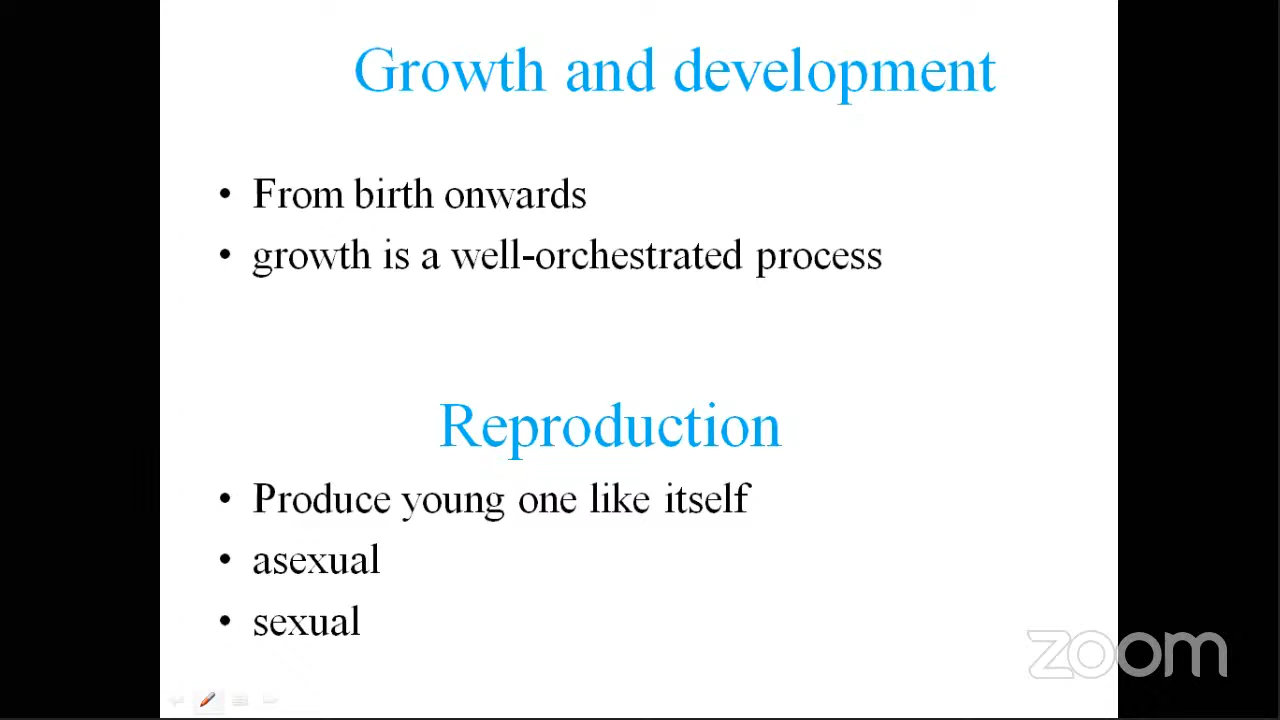 Growth and development
• From birth onwards
• growth is a well-orchestrated process
Reproduction
• Produce young one like itself
• asexual
• sexual
zoom